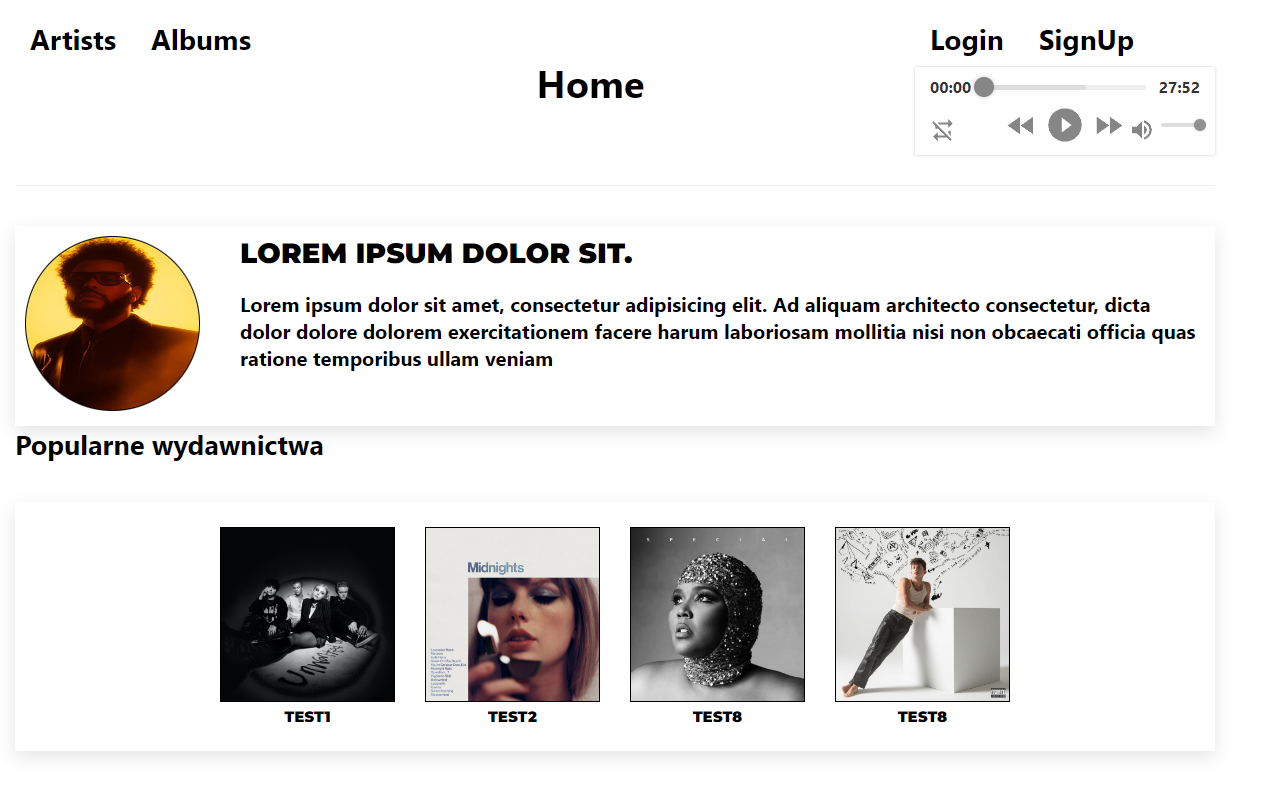 Artists Albums
Login SignUp
Home
00:00 27:52
LOREM IPSUM DOLOR SIT.
Lorem ipsum dolor sit amet, consectetur adipisicing elit. Ad aliquam architecto consectetur, dicta
dolor dolore dolorem exercitationem facere harum laboriosam mollitia nisi non obcaecati officia quas
ratione temporibus ullam veniam
Popularne wydawnictwa
Midnights
SPECIAL
TEST1 TEST2 TEST8 TEST8